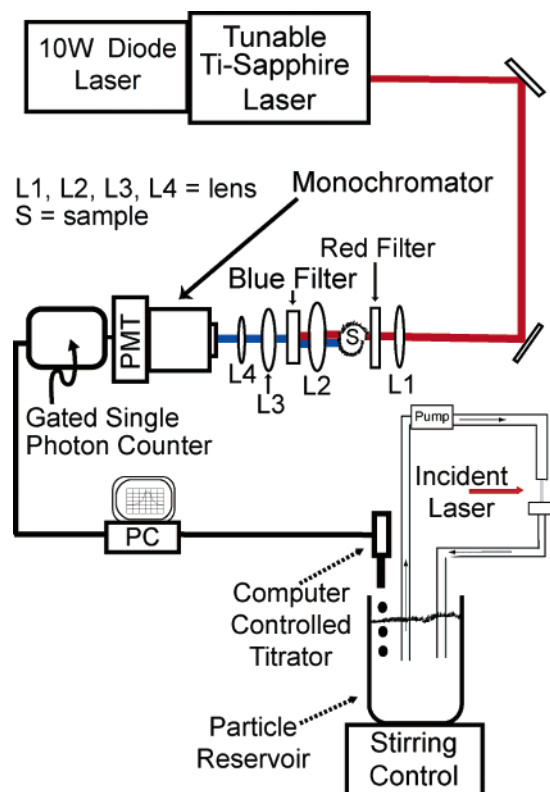 10W Diode
Laser
Tunable
Ti-Sapphire
Laser
L1, L2, L3, L4 = lens
S = sample
Monochromator
Red Filter
Blue Filter
PMT
S
L4
L3
L2
L1
Gated Single
Photon Counter
Pump
Incident
Laser
PC
Computer
Controlled
Titrator
Particle
Reservoir
Stirring
Control